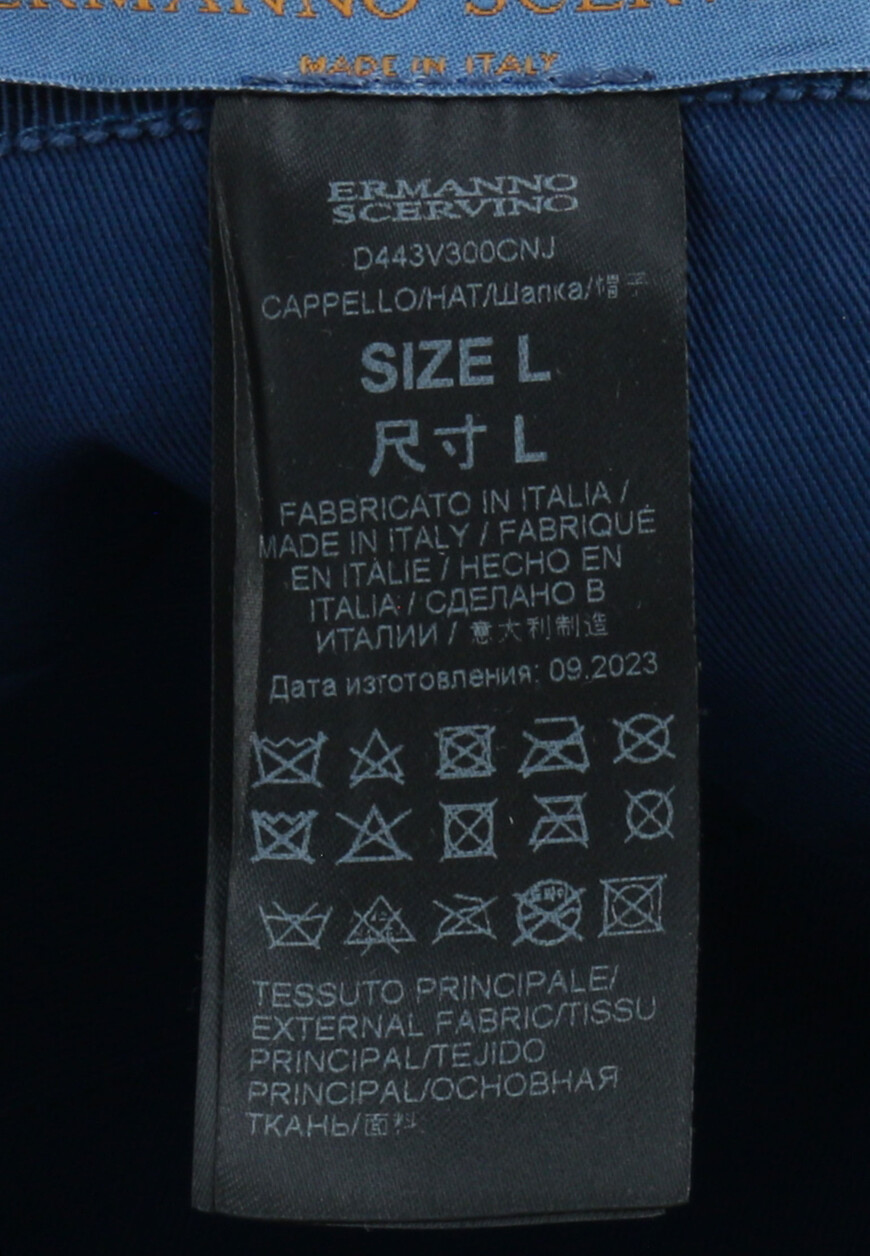 ERMANNO SCERV
MADE IN ITALY
ERMANNO
SCERVINO
D443V300CNJ
CAPPELLO/HAT/Шапка/帽子
SIZE L
尺寸 L
FABBRICATO IN ITALIA /
MADE IN ITALY / FABRIQUÉ
EN ITALIE / HECHO EN
ITALIA / СДЕЛАНО В
ИТАЛИИ / 意大利制造
Дата изготовления: 09.2023
TESSUTO PRINCIPALE/
EXTERNAL FABRIC/TISSU
PRINCIPAL/TEJIDO
PRINCIPAL/ОСНОВНАЯ
ТКАНЬ/面料